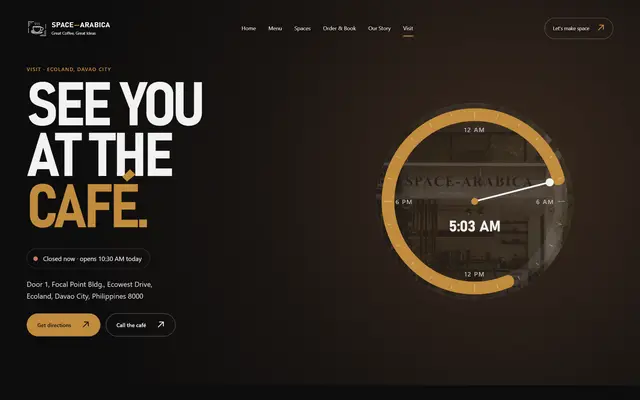 SPACE—ARABICA
Great Coffee. Great Ideas.
Home
Menu
Spaces
Order & Book
Our Story
Visit
Let's make space
VISIT · ECOLAND, DAVAO CITY
SEE YOU
AT THE
CAFÉ.
Closed now · opens 10:30 AM today
Door 1, Focal Point Bldg., Ecowest Drive,
Ecoland, Davao City, Philippines 8000
Get directions
Call the café
12 AM
SPACE-ARABICA
6 PM
6 AM
5:03 AM
12 PM